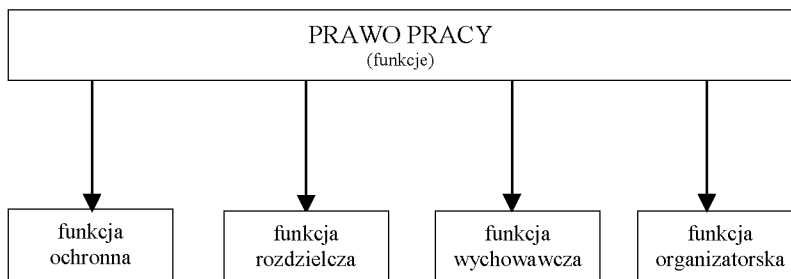 PRAWO PRACY
(funkcje)
funkcja
ochronna
funkcja
rozdzielcza
funkcja
wychowawcza
funkcja
organizatorska